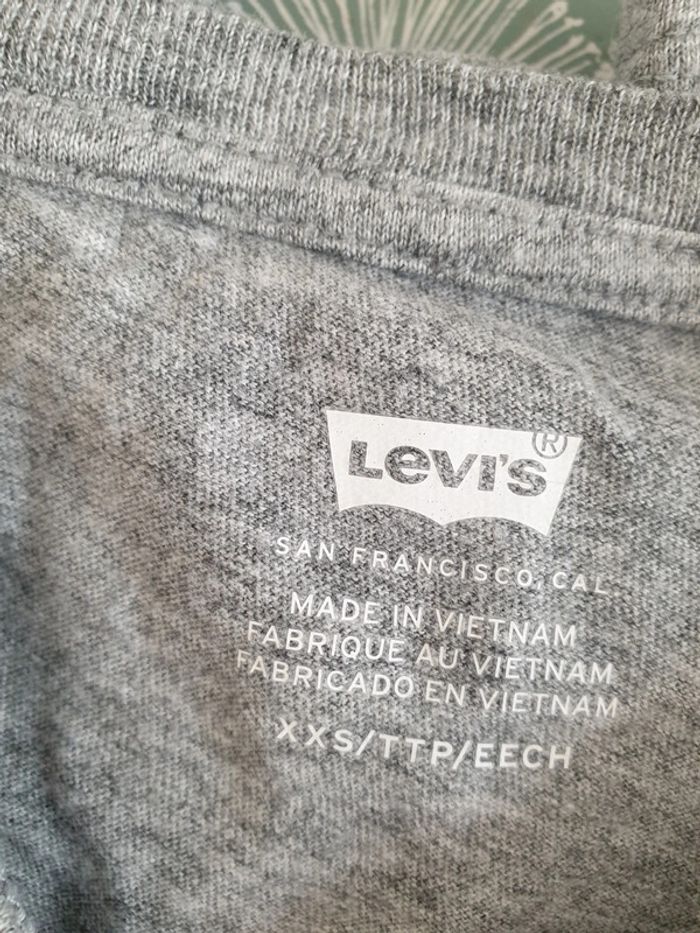 Levi's®
SAN FRANCISCO, CAL
MADE IN VIETNAM
FABRIQUE AU VIETNAM
FABRICADO EN VIETNAM
XXS/TTP/EECH